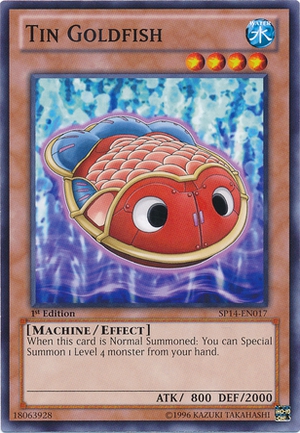 TIN GOLDFISH
WATER
水
1st Edition
SP14-EN017
[MACHINE/EFFECT]
When this card is Normal Summoned: You can Special
Summon 1 Level 4 monster from your hand.
ATK/ 800 DEF/2000
18063928
©1996 KAZUKI TAKAHASHI